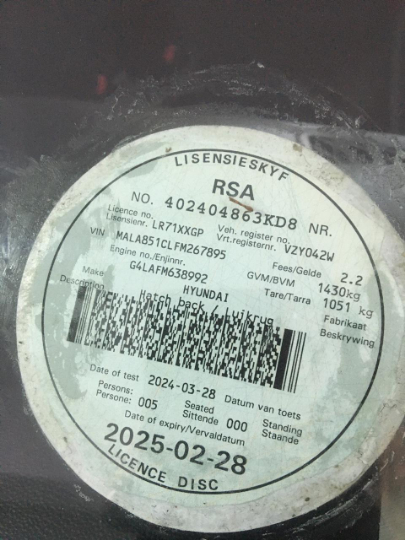 LISENSIESKYF
RSA
NO. 402404863KD8 NR.
Licence no. Veh. register no.
Lisensienr. LR71XXGP Vrt.registernr. VZY042W
VIN MALA851CLFM267895 Fees/Gelde 2.2
Engine no./Enjinnr. GVM/BVM 1430kg
G4LAFM638992 Tare/Tarra 1051 kg
Make HYUNDAI Fabrikaat
Description Hatch back / Luikrug Beskrywing
Date of test 2024-03-28 Datum van toets
Persons: Seated Standing
Persone: 005 Sittende 000 Staande
Date of expiry/Vervaldatum
2025-02-28
LICENCE DISC